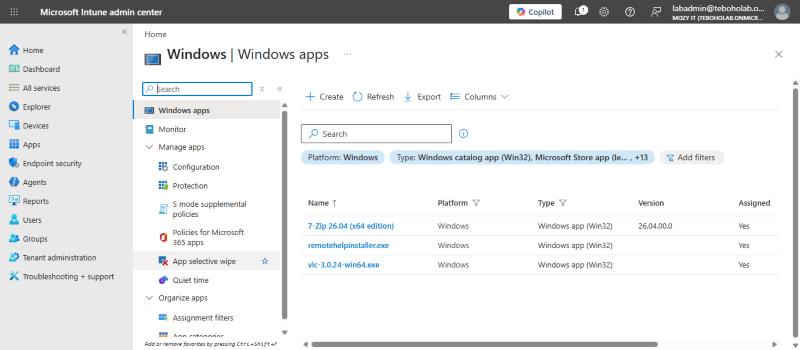 Microsoft Intune admin center
Copilot
1
labadmin@teboholab.o...
MOZY IT (TEBOHOLAB.ONMICR...
Home
Dashboard
All services
Explorer
Devices
Apps
Endpoint security
Agents
Reports
Users
Groups
Tenant administration
Troubleshooting + support
Home
Windows | Windows apps
Search
Windows apps
Monitor
Manage apps
Configuration
Protection
S mode supplemental
policies
Policies for Microsoft
365 apps
App selective wipe
Quiet time
Organize apps
Assignment filters
App categories
Add or remove favorites by pressing Ctrl+Shift+F
Create Refresh Export Columns
Search
Platform: Windows Type: Windows catalog app (Win32), Microsoft Store app (le... , +13 Add filters
Name ↑ Platform Type Version Assigned
7-Zip 26.04 (x64 edition) Windows Windows app (Win32) 26.04.00.0 Yes
remotehelpinstaller.exe Windows Windows app (Win32) Yes
vlc-3.0.24-win64.exe Windows Windows app (Win32) Yes